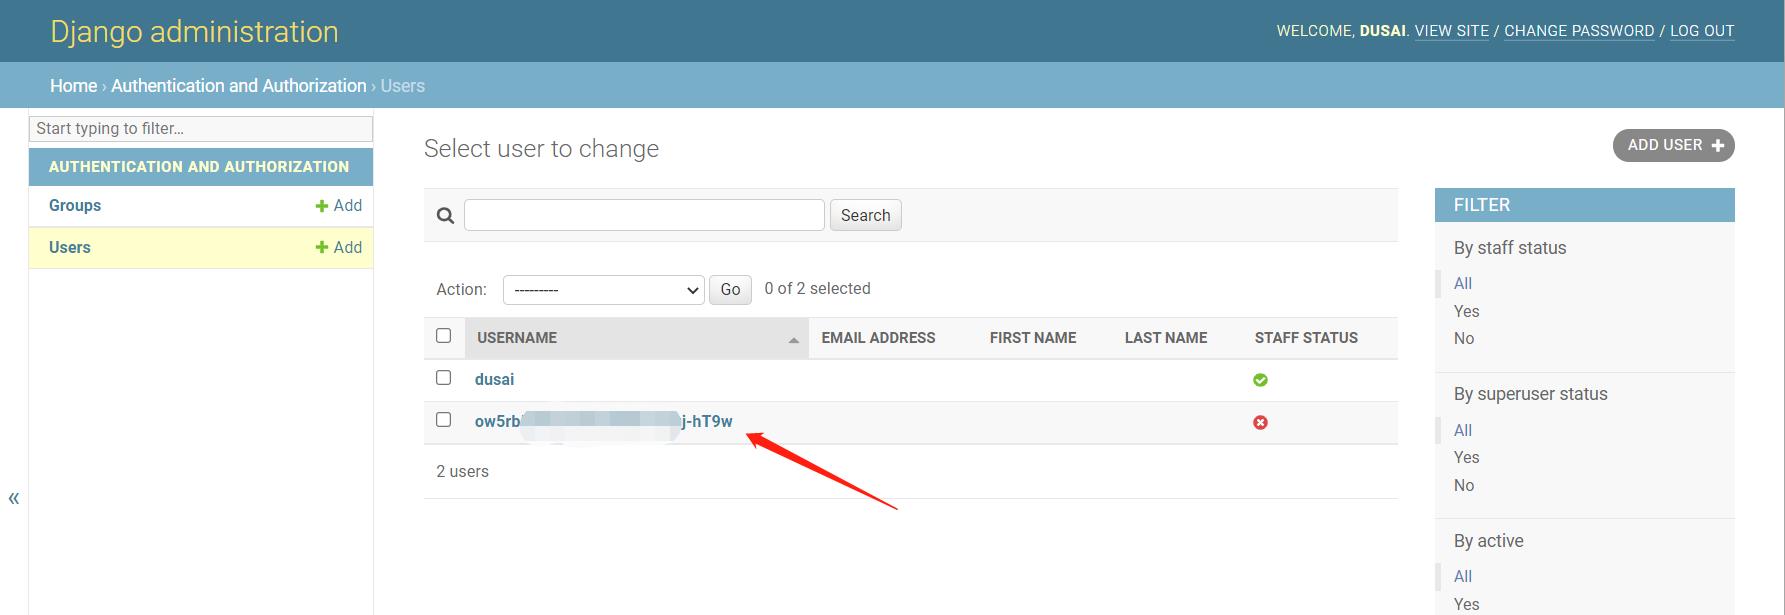 Django administration
WELCOME, DUSAI. VIEW SITE / CHANGE PASSWORD / LOG OUT
Home › Authentication and Authorization › Users
Start typing to filter...
AUTHENTICATION AND AUTHORIZATION
Groups + Add
Users + Add
«
Select user to change
ADD USER +
Search
Action: --------- Go 0 of 2 selected
USERNAME EMAIL ADDRESS FIRST NAME LAST NAME STAFF STATUS
dusai
ow5rb j-hT9w
2 users
FILTER
By staff status
All
Yes
No
By superuser status
All
Yes
No
By active
All
Yes